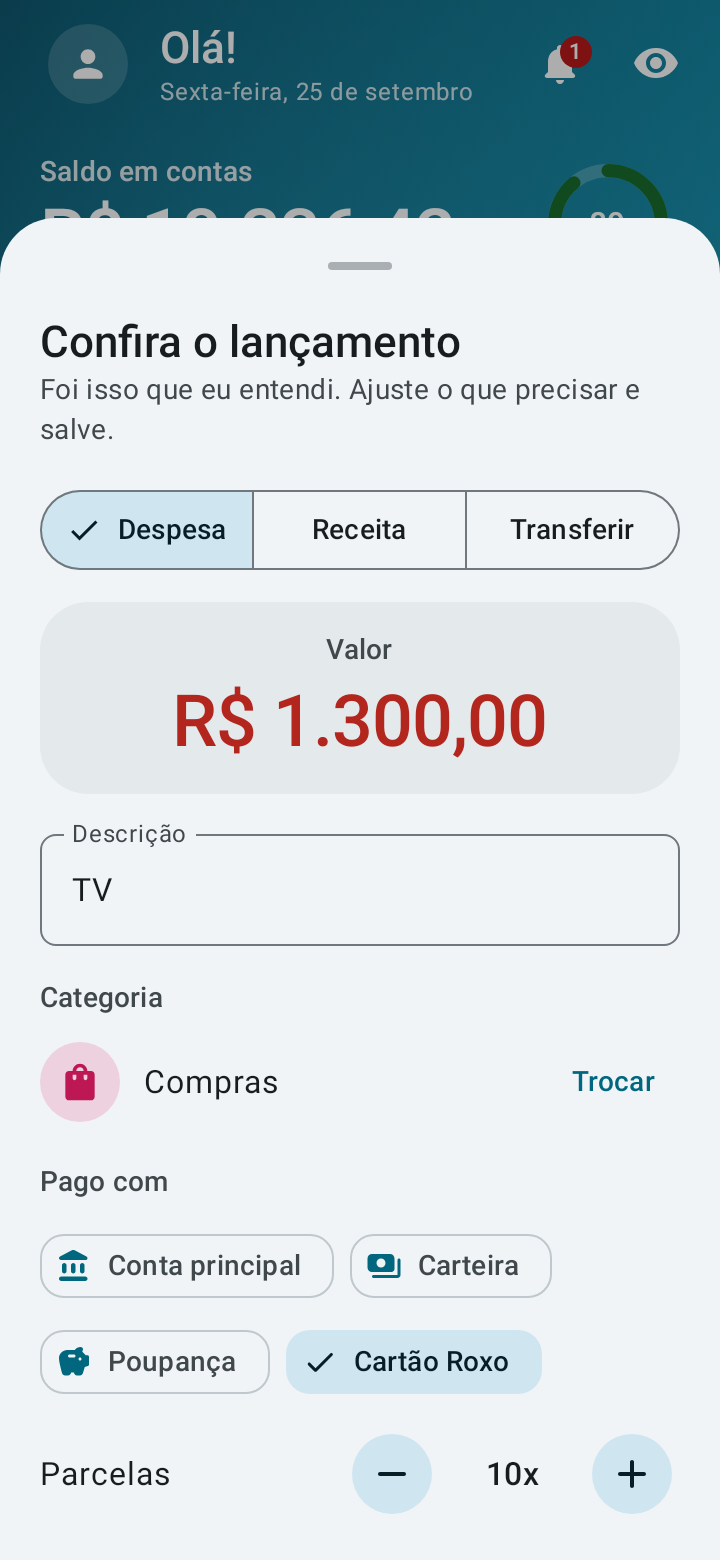 Olá!
1
Sexta-feira, 25 de setembro
Saldo em contas
Confira o lançamento
Foi isso que eu entendi. Ajuste o que precisar e
salve.
Despesa
Receita
Transferir
Valor
R$ 1.300,00
Descrição
TV
Categoria
Compras
Trocar
Pago com
Conta principal
Carteira
Poupança
Cartão Roxo
Parcelas
10x